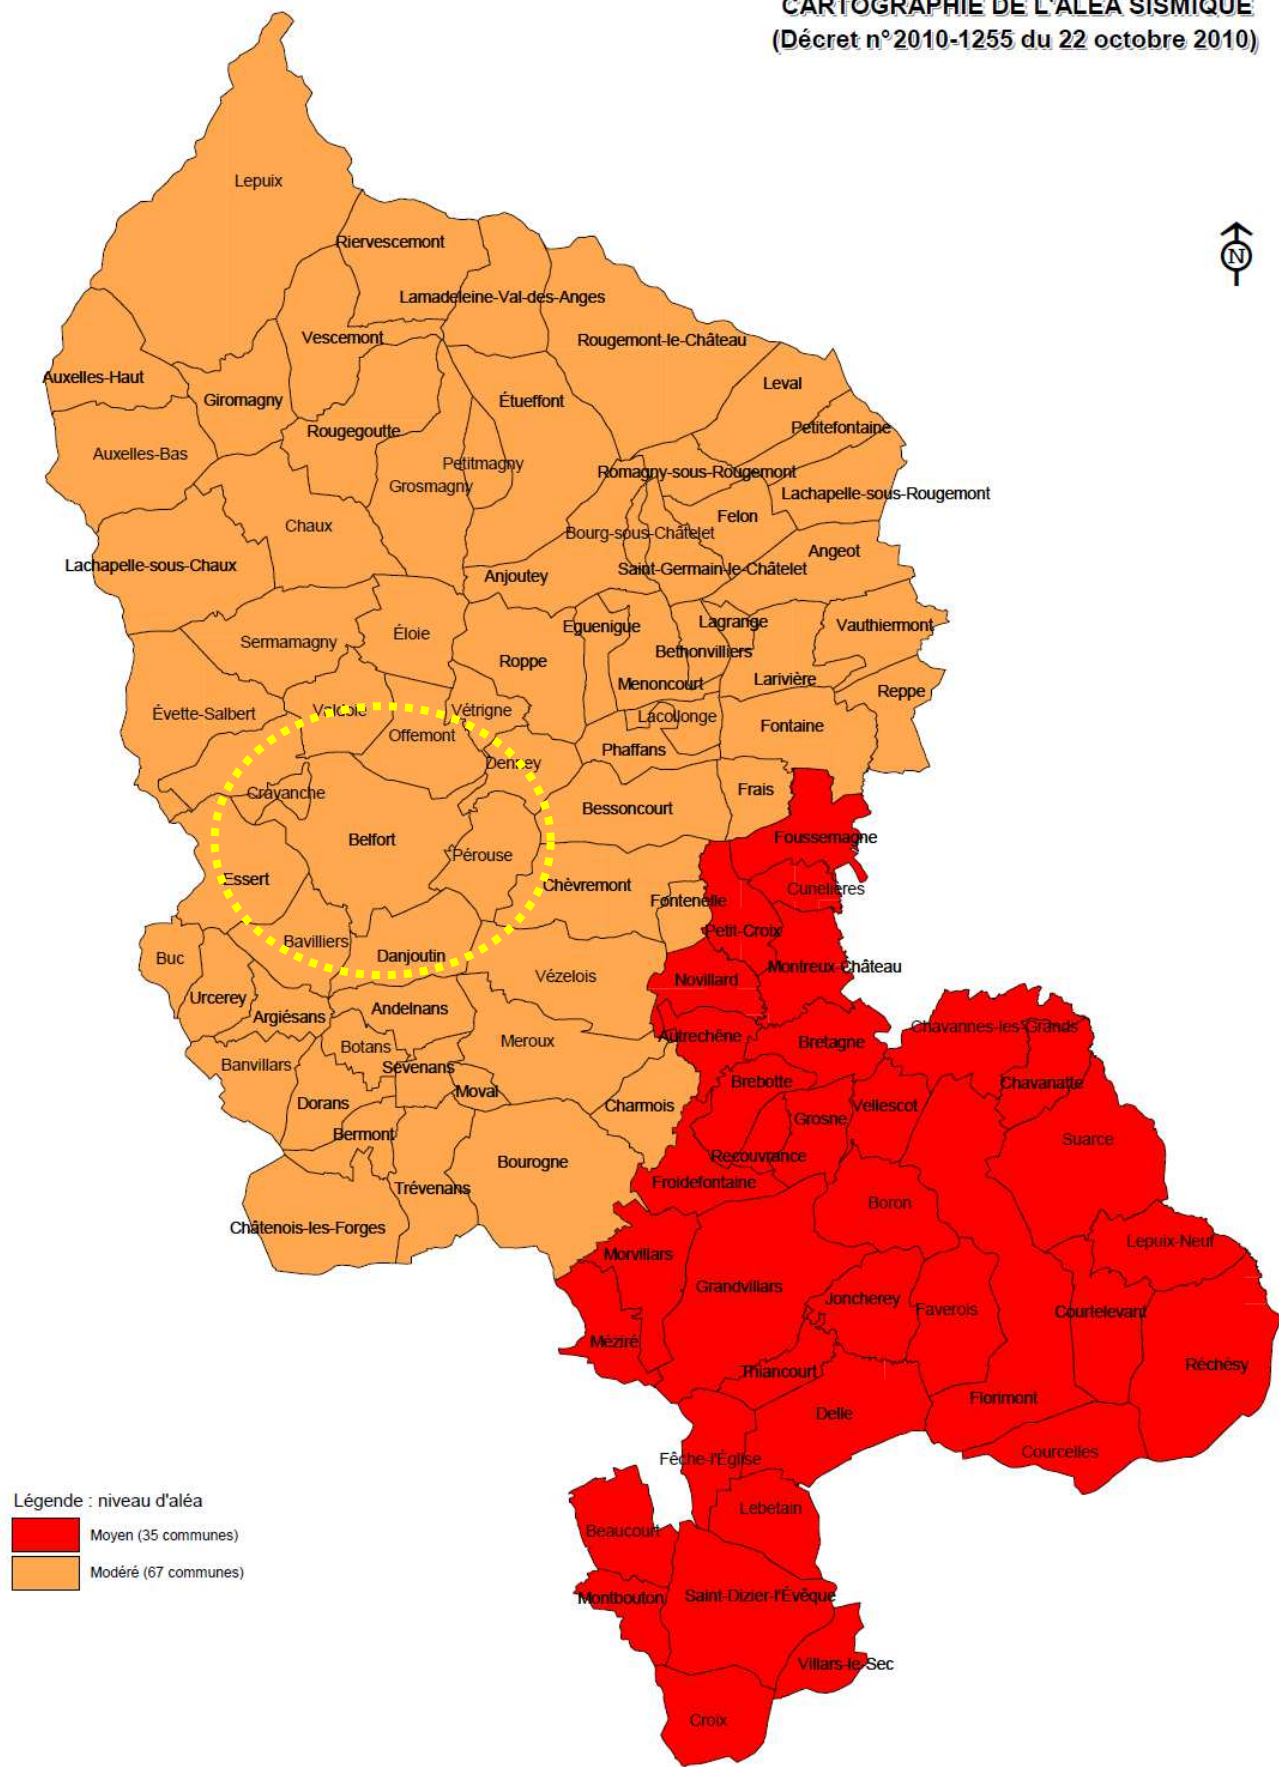 CARTOGRAPHIE DE L'ALEA SISMIQUE
(Décret n°2010-1255 du 22 octobre 2010)
Lepuix
Riervescemont
N
Lamadeleine-Val-des-Anges
Vescemont
Rougemont-le-Château
Auxelles-Haut
Leval
Giromagny
Étueffont
Rougegoutte
Petitefontaine
Auxelles-Bas
Petitmagny
Romagny-sous-Rougemont
Grosmagny
Lachapelle-sous-Rougemont
Chaux
Felon
Bourg-sous-Châtelet
Angeot
Lachapelle-sous-Chaux
Saint-Germain-le-Châtelet
Anjoutey
Lagrange
Eguenigue
Vauthiermont
Éloie
Sermamagny
Bethonvilliers
Roppe
Larivière
Menoncourt
Reppe
Évette-Salbert
Valdoie
Vétrigne
Lacollonge
Fontaine
Offemont
Phaffans
Denney
Cravanche
Frais
Bessoncourt
Belfort
Foussemagne
Pérouse
Essert
Chèvremont
Cunelières
Fontenelle
Petit-Croix
Bavilliers
Danjoutin
Buc
Montreux-Château
Vézelois
Novillard
Urcerey
Andelnans
Argiésans
Chavannes-les-Grands
Autrechêne
Meroux
Bretagne
Botans
Banvillars
Sévenans
Brebotte
Chavanatte
Moval
Dorans
Charmois
Vellescot
Grosne
Bermont
Suarce
Recouvrance
Bourogne
Froidefontaine
Trévenans
Boron
Châtenois-les-Forges
Lepuix-Neuf
Morvillars
Grandvillars
Joncherey
Faverois
Courtelevant
Méziré
Réchésy
Thiancourt
Florimont
Delle
Courcelles
Fêche-l'Église
Légende : niveau d'aléa
Lebetain
Beaucourt
Moyen (35 communes)
Modéré (67 communes)
Saint-Dizier-l'Évêque
Montbouton
Villars-le-Sec
Croix